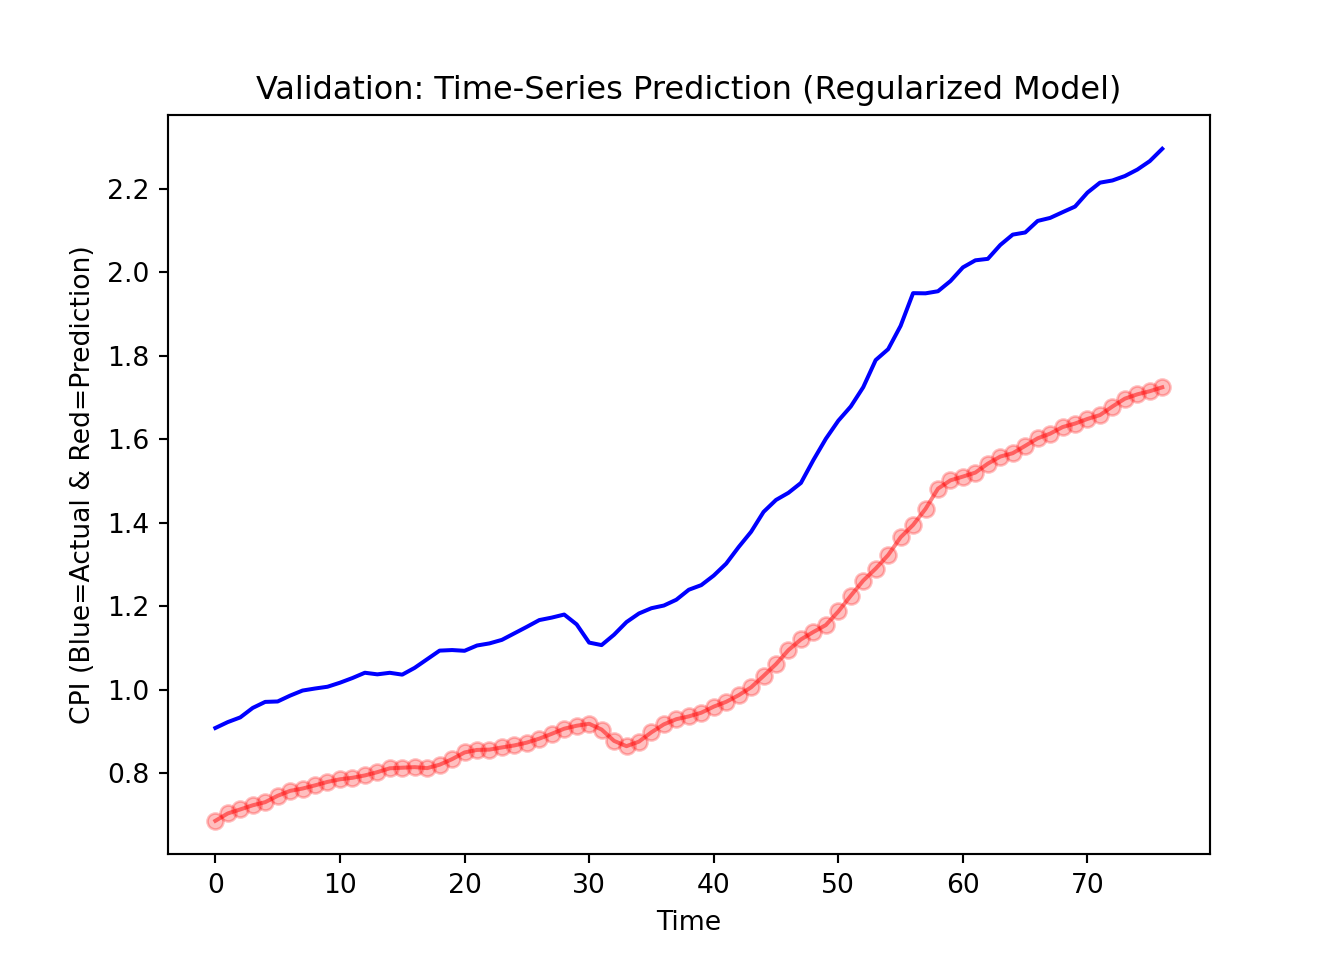 Validation: Time-Series Prediction (Regularized Model)
CPI (Blue=Actual & Red=Prediction)
2.2
2.0
1.8
1.6
1.4
1.2
1.0
0.8
0 10 20 30 40 50 60 70
Time